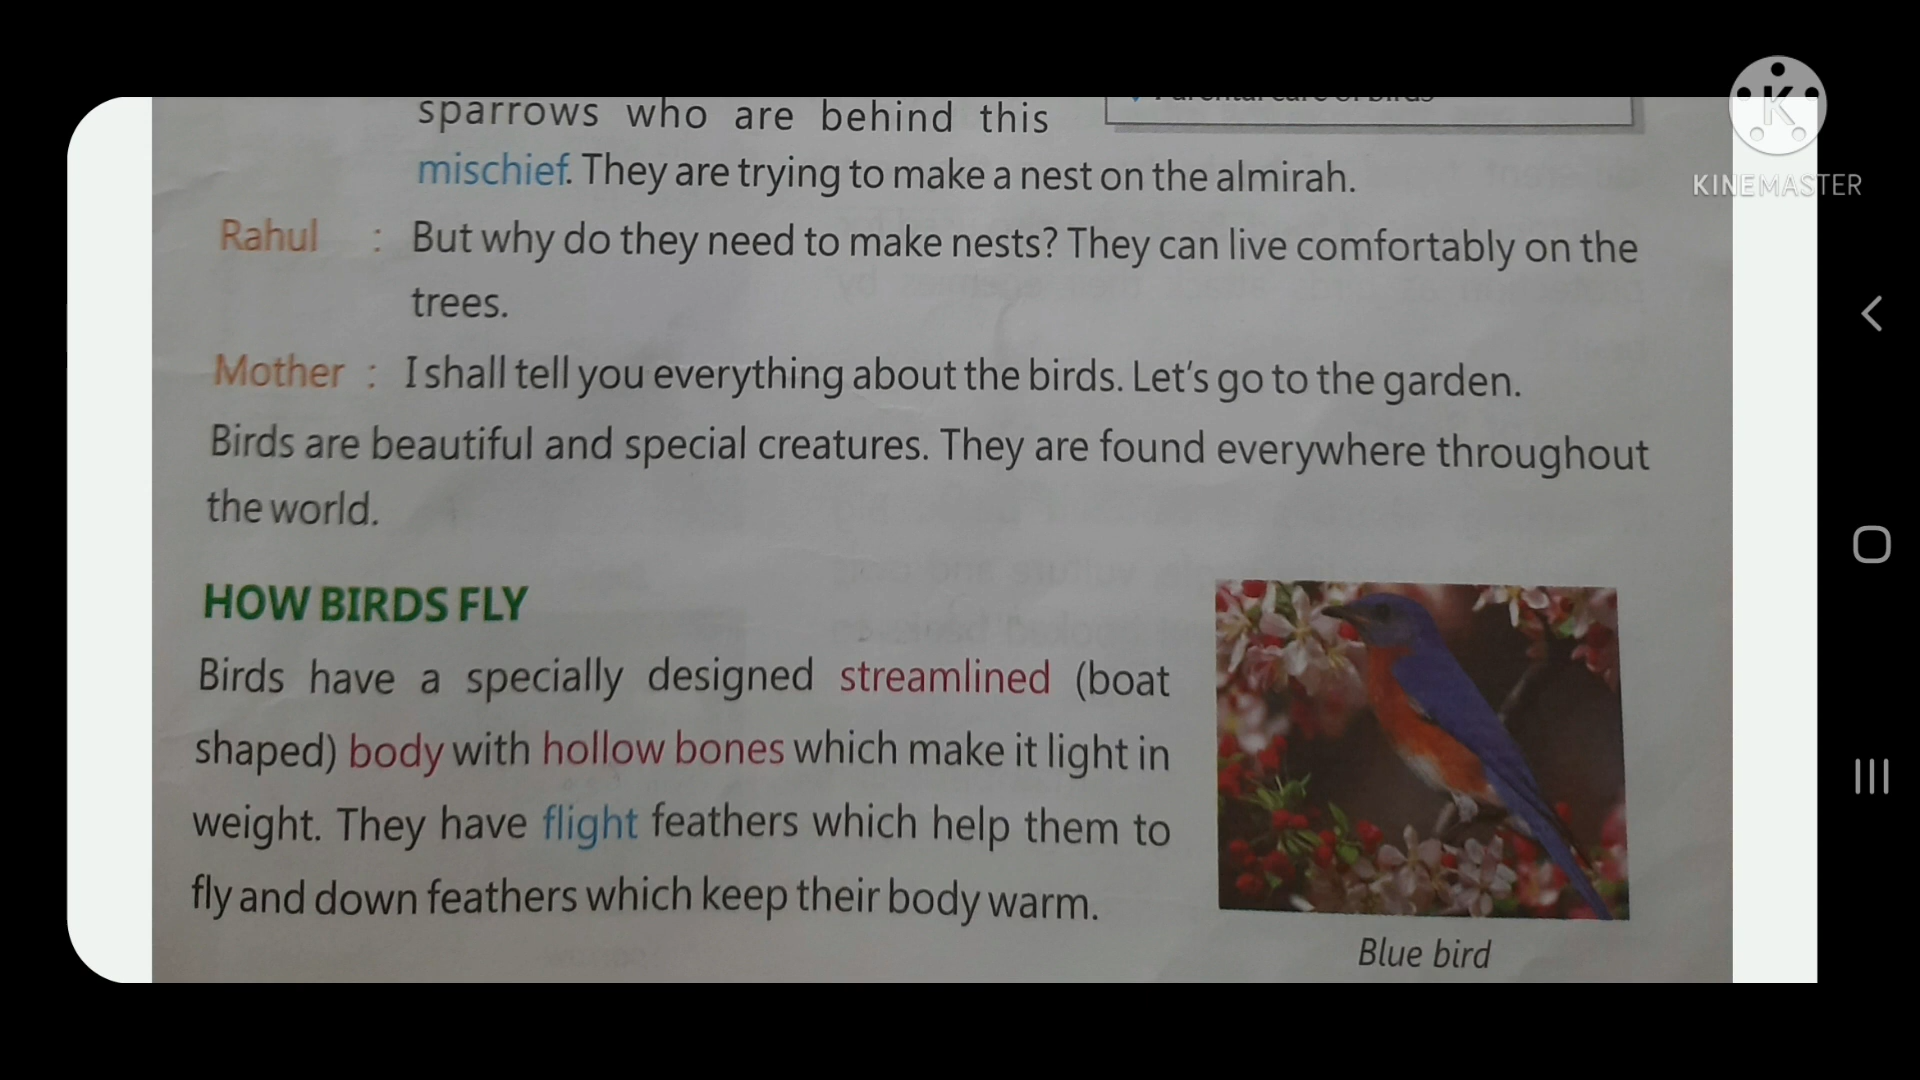 sparrows who are behind this
mischief. They are trying to make a nest on the almirah.
Rahul : But why do they need to make nests? They can live comfortably on the
trees.
Mother : I shall tell you everything about the birds. Let's go to the garden.
Birds are beautiful and special creatures. They are found everywhere throughout
the world.
HOW BIRDS FLY
Birds have a specially designed streamlined (boat
shaped) body with hollow bones which make it light in
weight. They have flight feathers which help them to
fly and down feathers which keep their body warm.
Blue bird
K
KINEMASTER